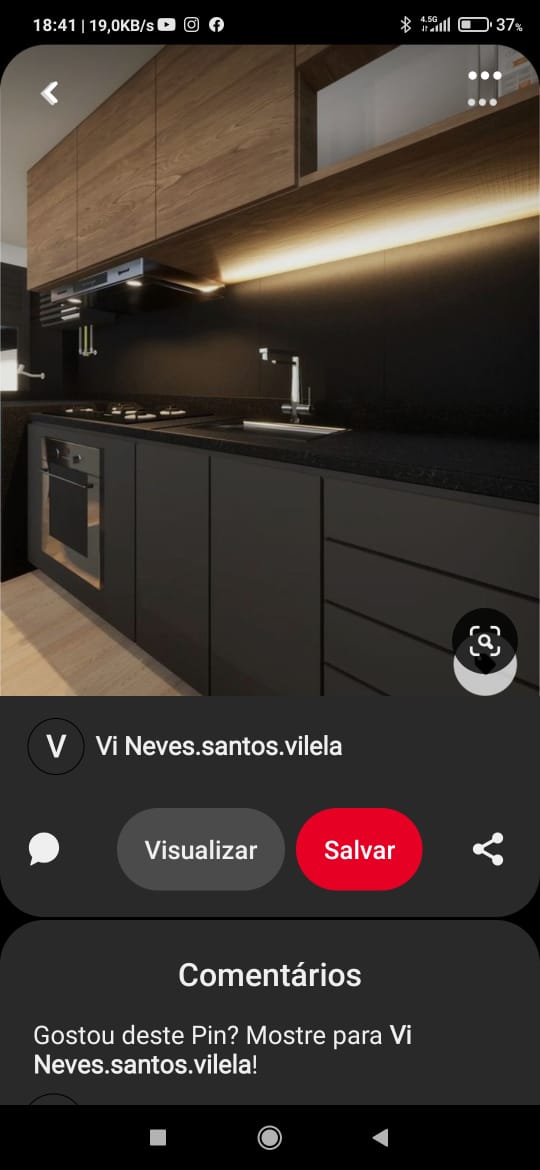 18:41 | 19,0KB/s 4.5G 37%
V Vi Neves.santos.vilela
Visualizar Salvar
Comentários
Gostou deste Pin? Mostre para Vi
Neves.santos.vilela!